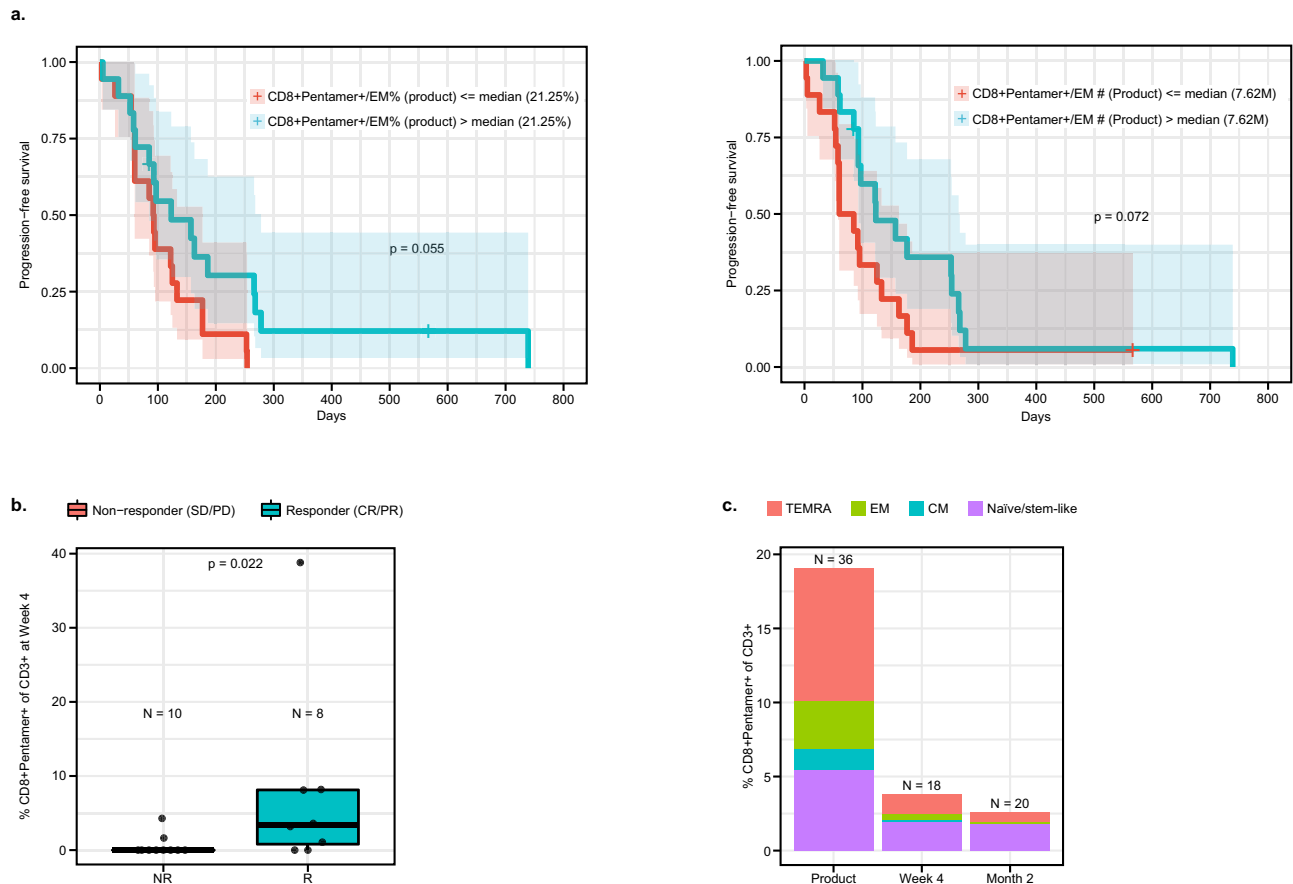 a.
Progression−free survival
1.00
0.75
0.50
0.25
0.00
CD8+Pentamer+/EM% (product) <= median (21.25%)
CD8+Pentamer+/EM% (product) > median (21.25%)
p = 0.055
0 100 200 300 400 500 600 700 800
Days
Progression−free survival
1.00
0.75
0.50
0.25
0.00
CD8+Pentamer+/EM # (Product) <= median (7.62M)
CD8+Pentamer+/EM # (Product) > median (7.62M)
p = 0.072
0 100 200 300 400 500 600 700 800
Days
b.
Non−responder (SD/PD) Responder (CR/PR)
% CD8+Pentamer+ of CD3+ at Week 4
40
30
20
10
0
p = 0.022
N = 10 N = 8
NR R
c.
TEMRA EM CM Naïve/stem-like
% CD8+Pentamer+ of CD3+
20
15
10
5
0
N = 36
N = 18
N = 20
Product Week 4 Month 2